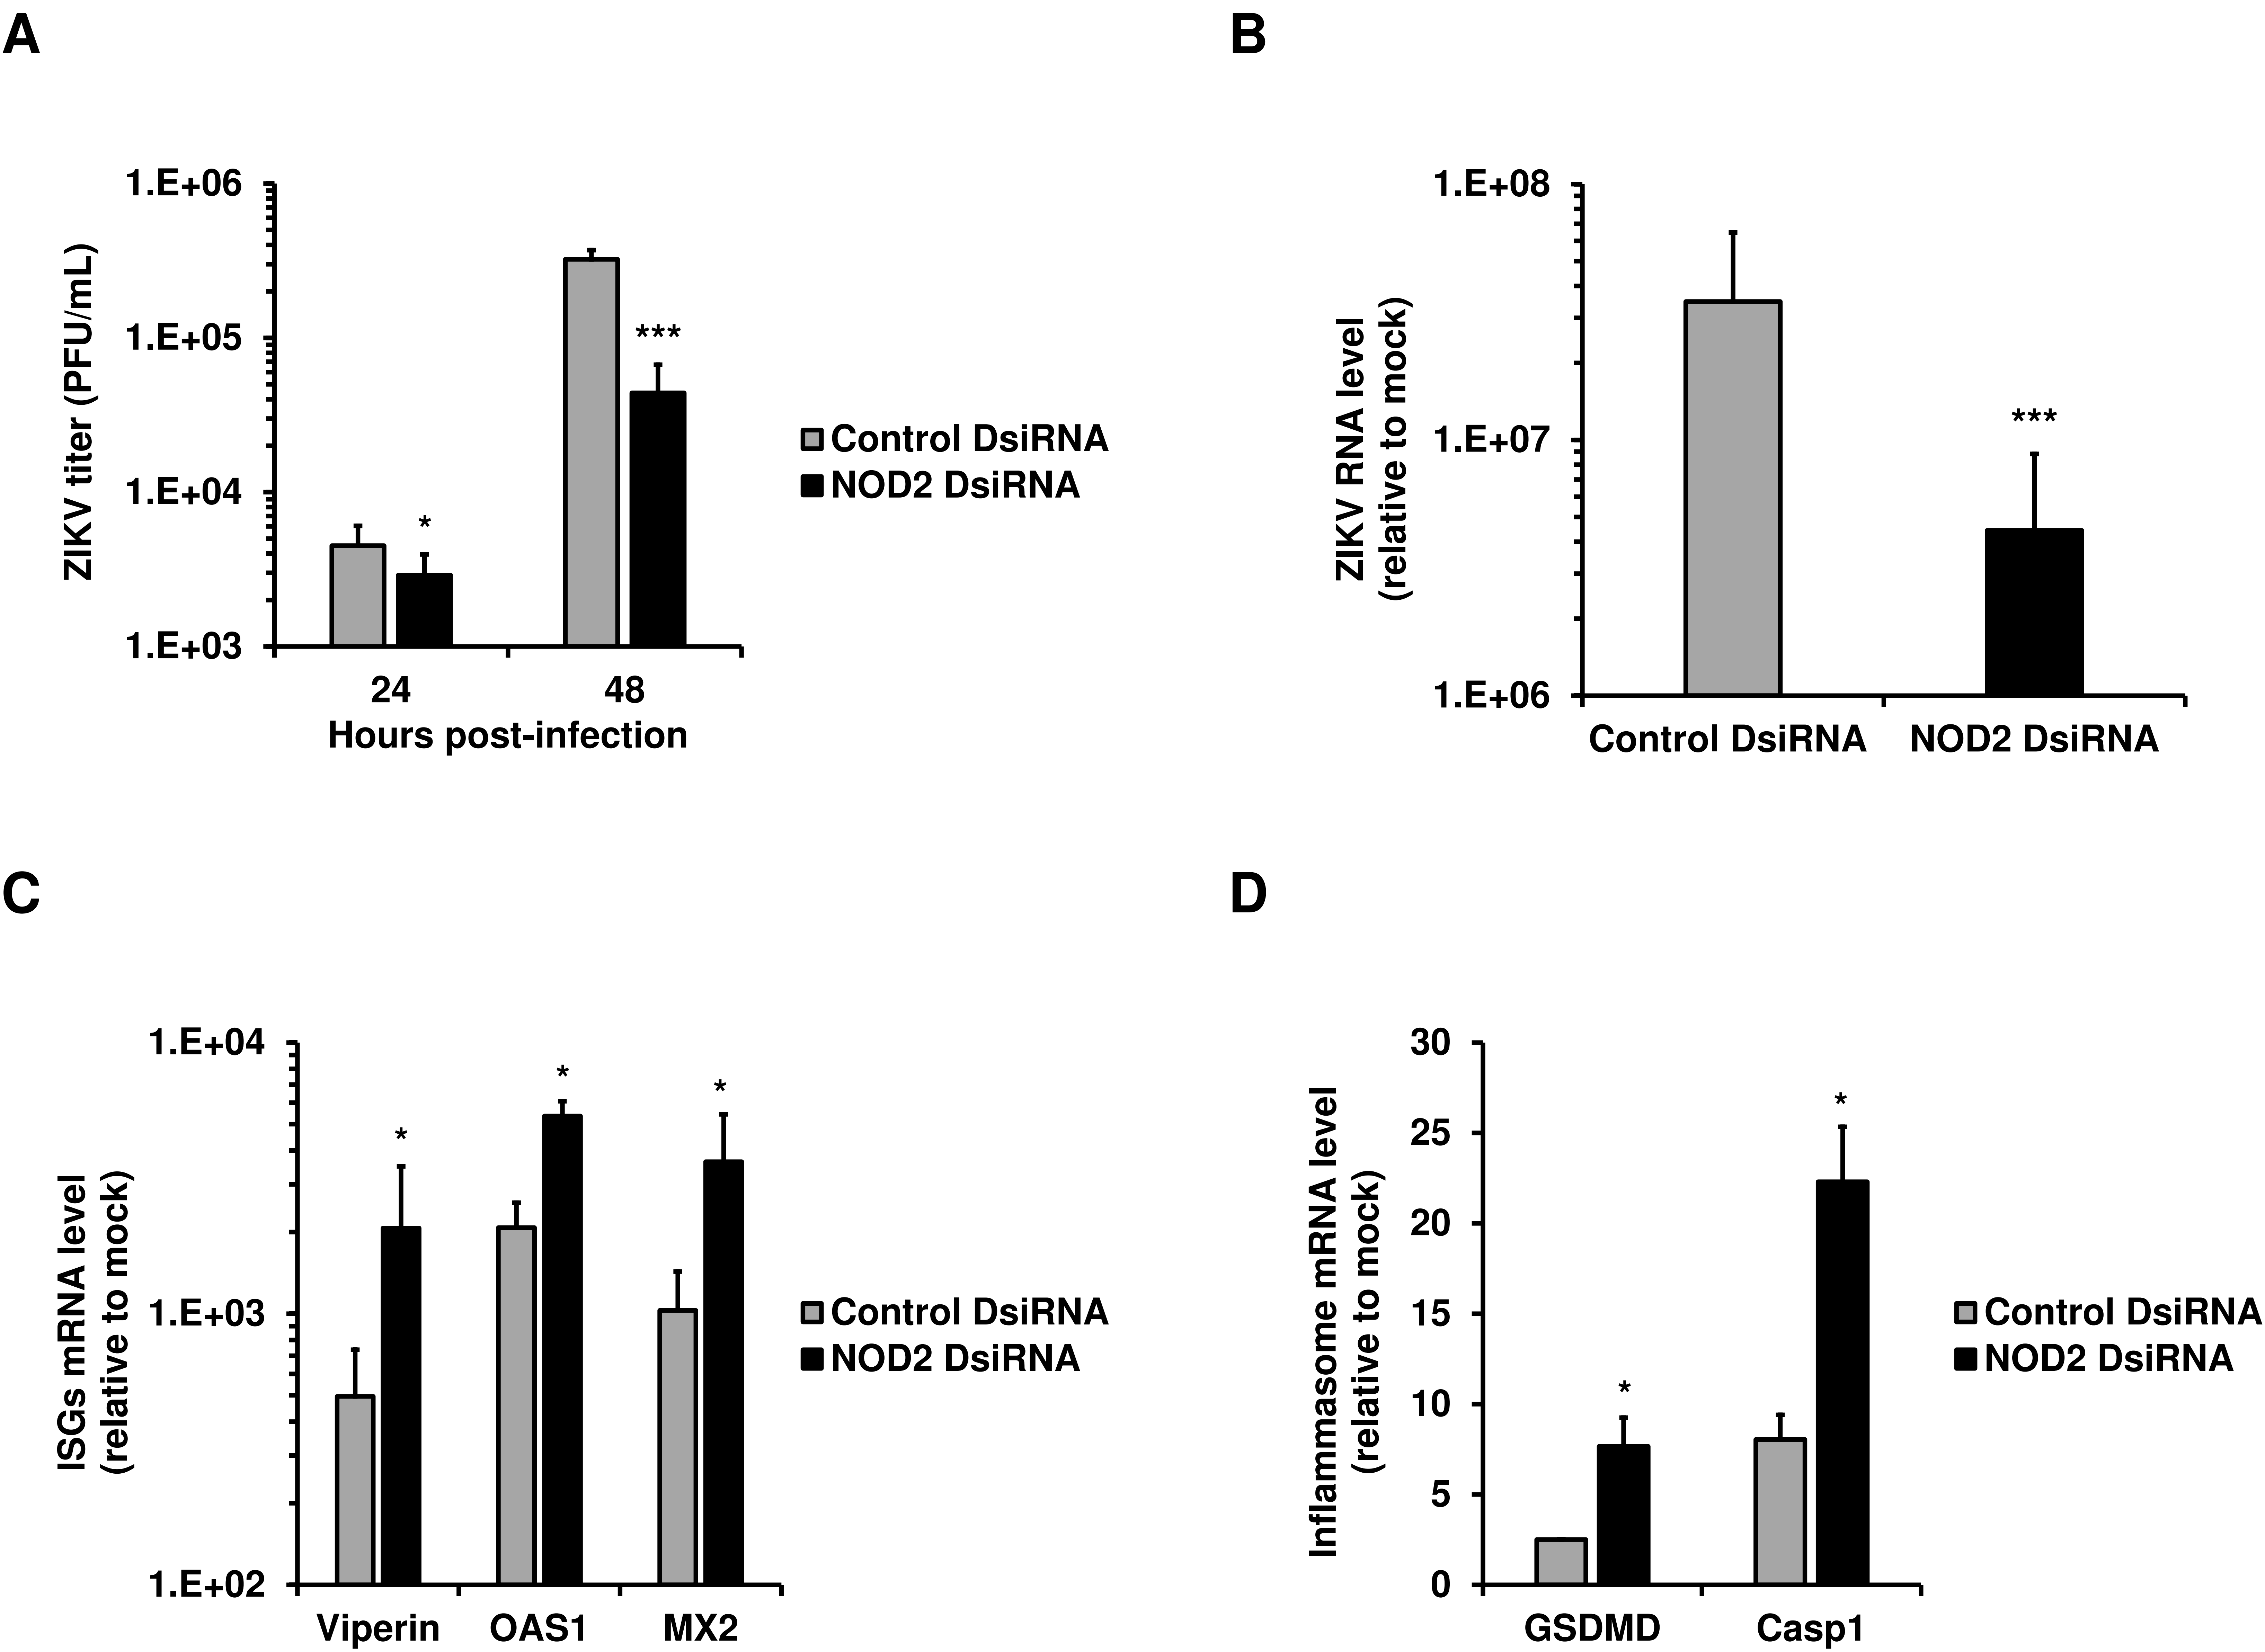 A
1.E+06
1.E+05
1.E+04
1.E+03
ZIKV titer (PFU/mL)
*
***
24
48
Hours post-infection
Control DsiRNA
NOD2 DsiRNA
B
1.E+08
1.E+07
1.E+06
ZIKV RNA level
(relative to mock)
***
Control DsiRNA
NOD2 DsiRNA
C
1.E+04
1.E+03
1.E+02
ISGs mRNA level
(relative to mock)
*
*
*
Viperin
OAS1
MX2
Control DsiRNA
NOD2 DsiRNA
D
30
25
20
15
10
5
0
Inflammasome mRNA level
(relative to mock)
*
*
GSDMD
Casp1
Control DsiRNA
NOD2 DsiRNA